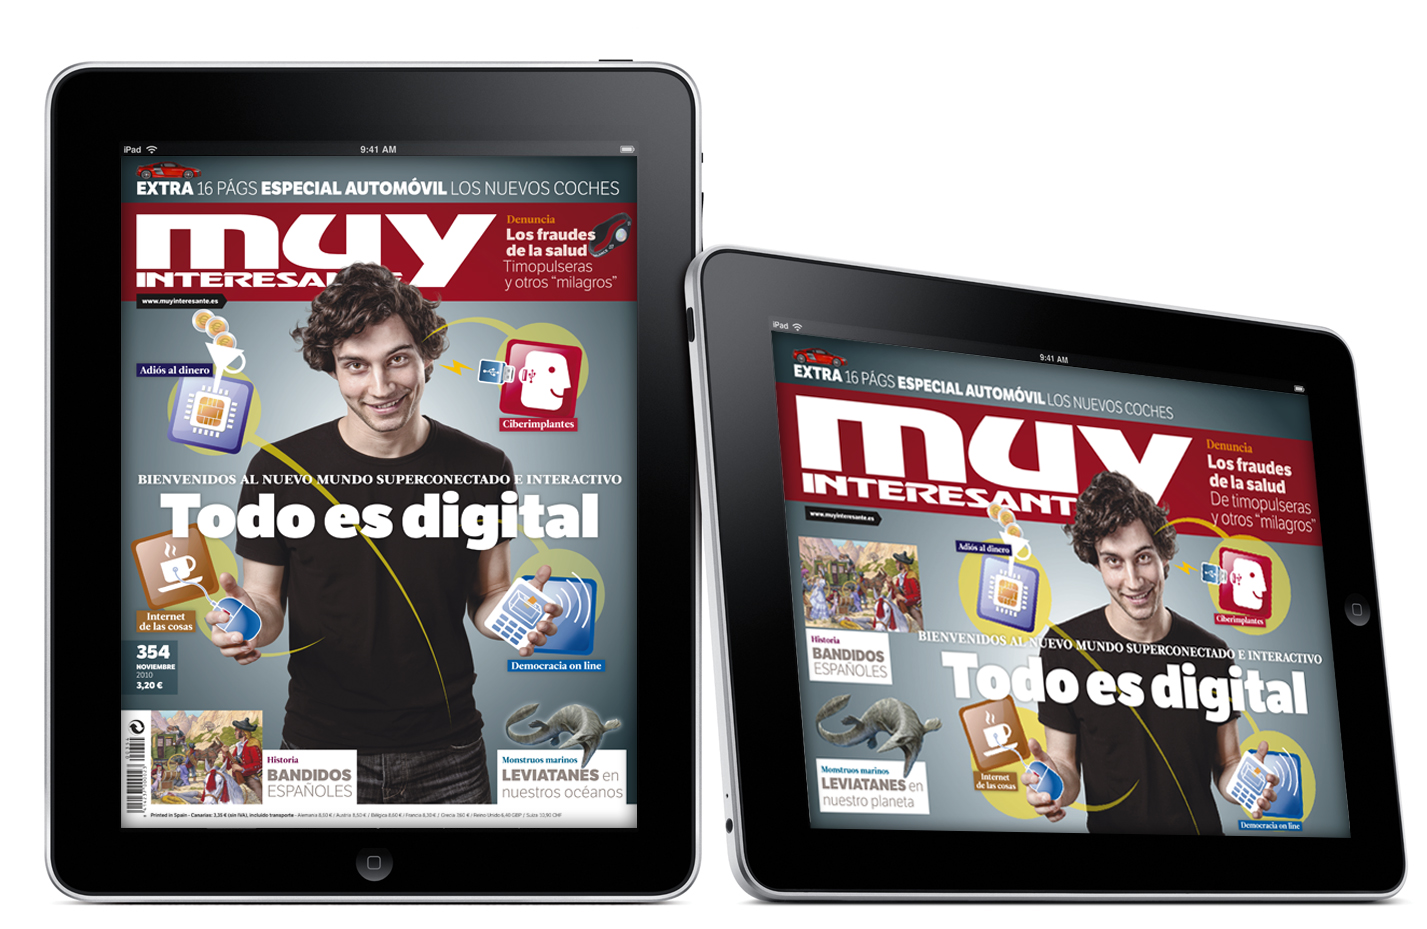 iPad
9:41 AM
EXTRA 16 PÁGS ESPECIAL AUTOMÓVIL LOS NUEVOS COCHES
muy
INTERESANTE
www.muyinteresante.es
Denuncia
Los fraudes
de la salud
Timopulseras
y otros “milagros”
Adiós al dinero
Ciberimplantes
BIENVENIDOS AL NUEVO MUNDO SUPERCONECTADO E INTERACTIVO
Todo es digital
Internet
de las cosas
Democracia on line
354
NOVIEMBRE
2010
3,20 €
Historia
BANDIDOS
ESPAÑOLES
Monstruos marinos
LEVIATANES en
nuestros océanos
Printed in Spain - Canarias: 3,35 € (sin IVA), incluido transporte - Alemania 8,50 € / Austria 8,50 € / Bélgica 6,60 € / Francia 8,30 € / Grecia 7,60 € / Reino Unido 6,40 GBP / Suiza 10,90 CHF
iPad
9:41 AM
EXTRA 16 PÁGS ESPECIAL AUTOMÓVIL LOS NUEVOS COCHES
muy
INTERESANT
www.muyinteresante.es
Denuncia
Los fraudes
de la salud
De timopulseras
y otros “milagros”
Adiós al dinero
Ciberimplantes
Historia
BANDIDOS
ESPAÑOLES
BIENVENIDOS AL NUEVO MUNDO SUPERCONECTADO E INTERACTIVO
Todo es digital
Monstruos marinos
LEVIATANES en
nuestro planeta
Internet
de las cosas
Democracia on line